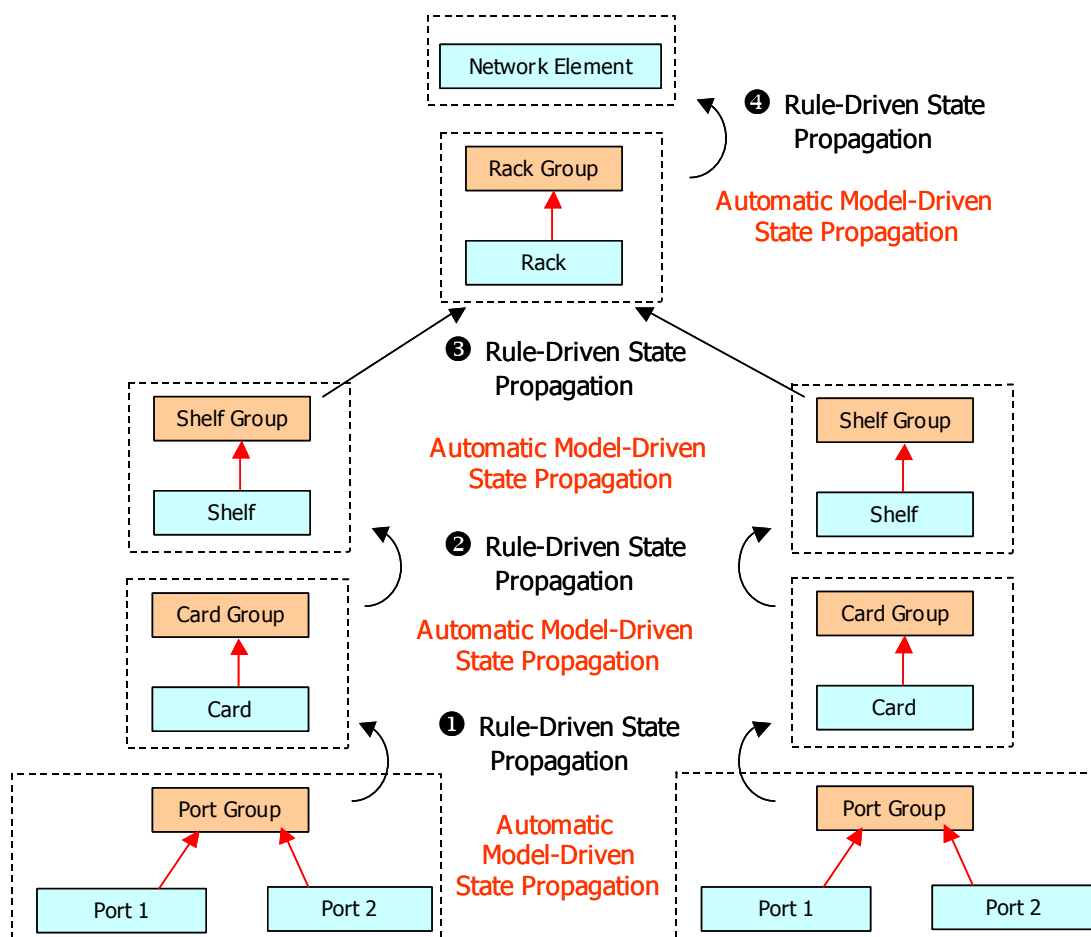 Network Element
❹ Rule-Driven State
Propagation
Rack Group
Automatic Model-Driven
State Propagation
Rack
❸ Rule-Driven State
Propagation
Shelf Group
Shelf Group
Automatic Model-Driven
State Propagation
Shelf
Shelf
❷ Rule-Driven State
Propagation
Card Group
Card Group
Automatic Model-Driven
State Propagation
Card
Card
❶ Rule-Driven State
Propagation
Port Group
Port Group
Automatic
Model-Driven
State Propagation
Port 1
Port 2
Port 1
Port 2